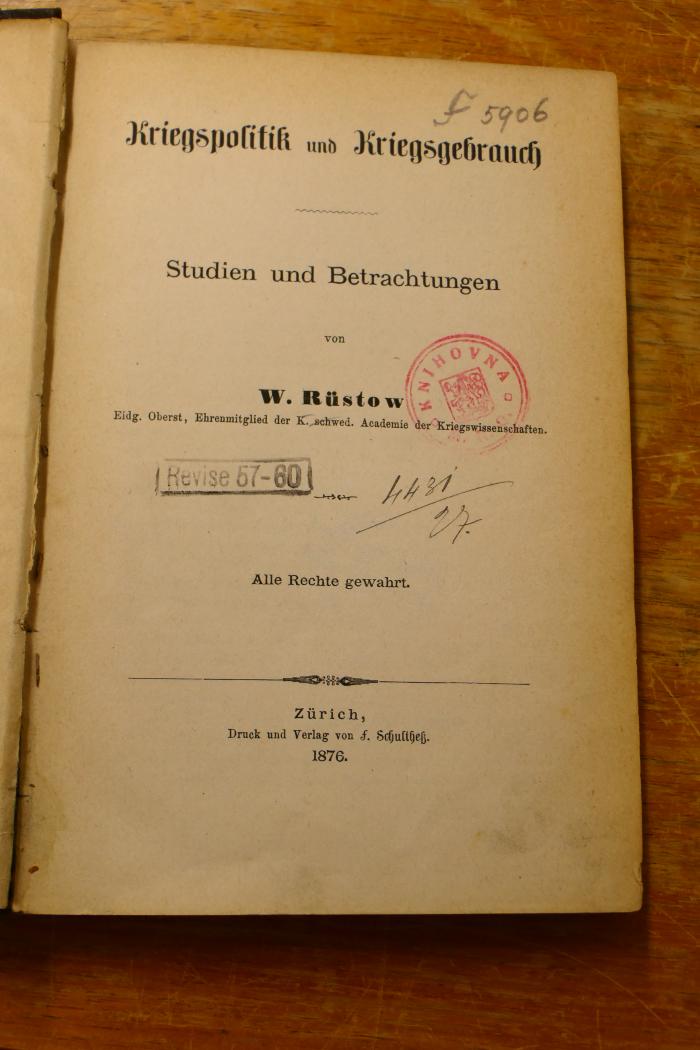 F 5906
Kriegspolitik und Kriegsgebrauch
Studien und Betrachtungen
von
W. Rüstow
KNIHOVNA
Eidg. Oberst, Ehrenmitglied der K. schwed. Academie der Kriegswissenschaften.
Revise 57-60
4431
27.
Alle Rechte gewahrt.
Zürich,
Druck und Verlag von F. Schultheß.
1876.